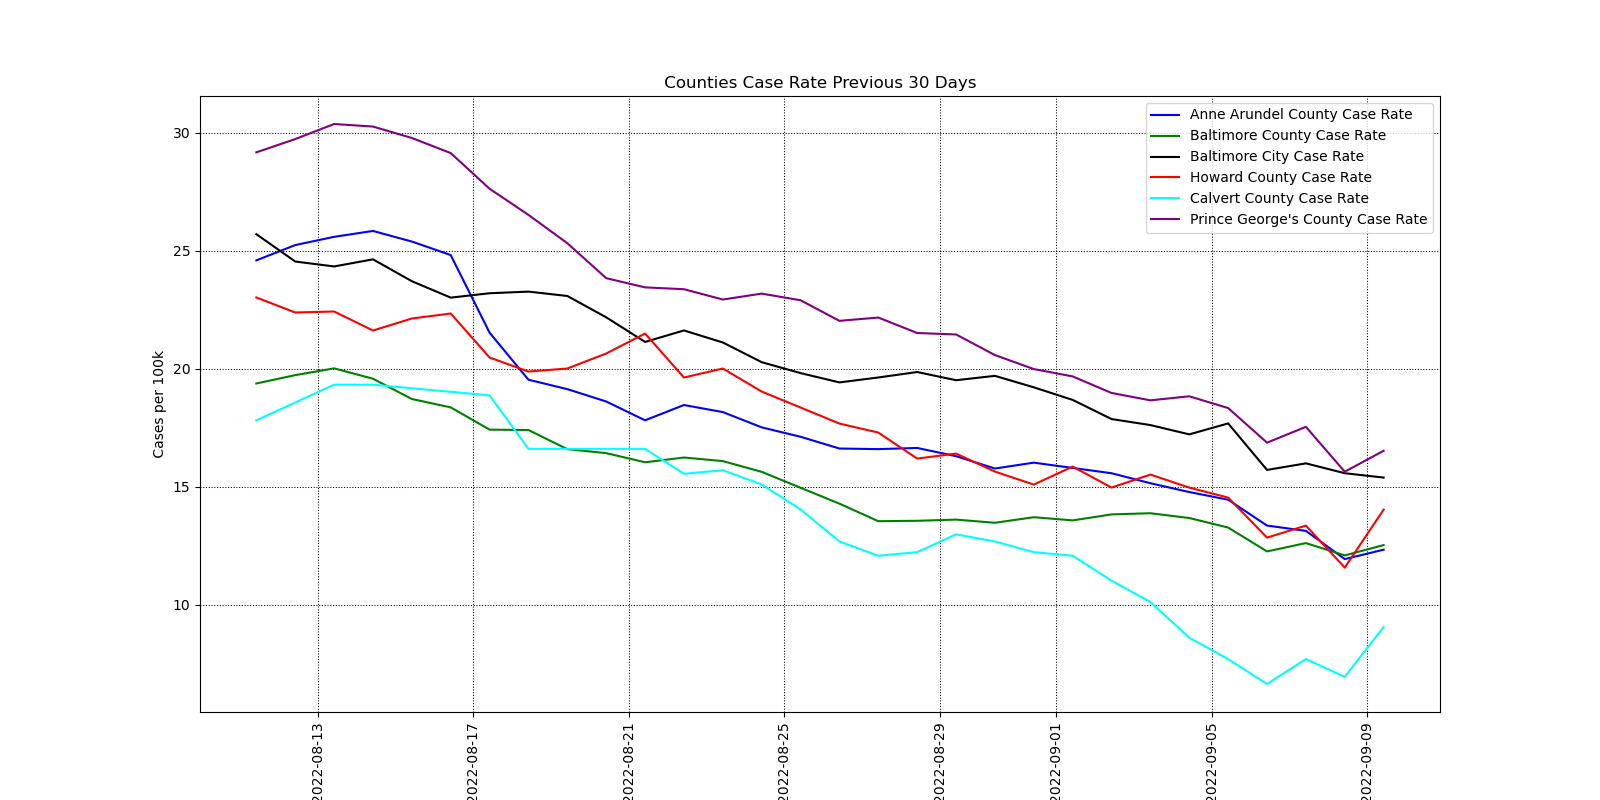 Counties Case Rate Previous 30 Days
Anne Arundel County Case Rate
Baltimore County Case Rate
Baltimore City Case Rate
Howard County Case Rate
Calvert County Case Rate
Prince George's County Case Rate
Cases per 100k
30
25
20
15
10
2022-08-13
2022-08-17
2022-08-21
2022-08-25
2022-08-29
2022-09-01
2022-09-05
2022-09-09